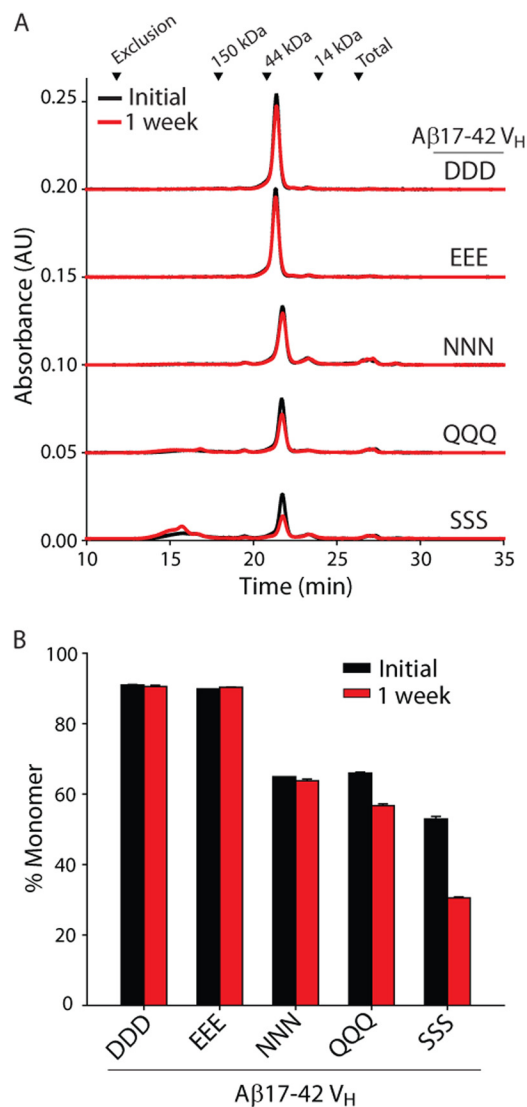 A
Exclusion
150 kDa
44 kDa
14 kDa
Total
0.25
Initial
1 week
Aβ17-42 VH
DDD
0.20
EEE
0.15
NNN
0.10
QQQ
0.05
SSS
0.00
Absorbance (AU)
10 15 20 25 30 35
Time (min)
B
100
Initial
1 week
80
60
40
20
0
% Monomer
DDD EEE NNN QQQ SSS
Aβ17-42 VH